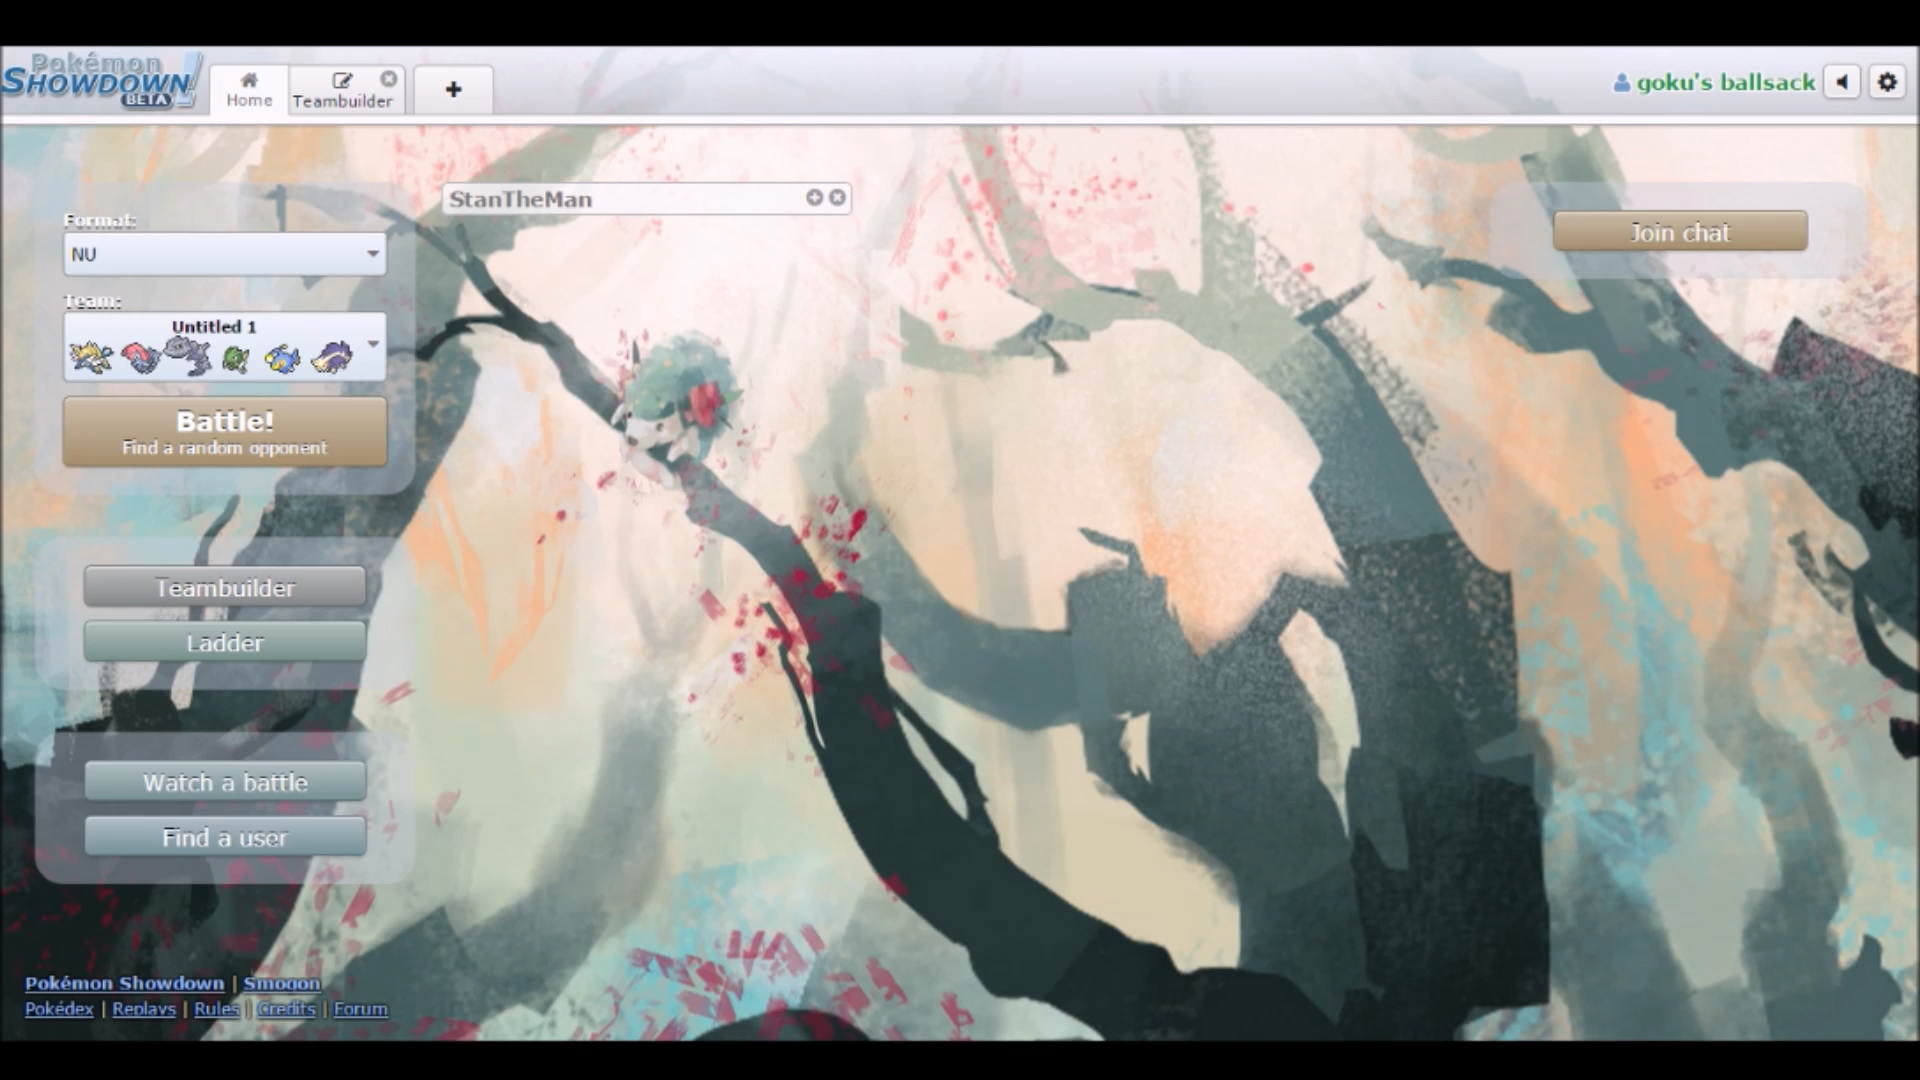 Pokémon
SHOWDOWN!
BETA
Home
Teambuilder
+
goku's ballsack
Format:
NU
Team:
Untitled 1
Battle!
Find a random opponent
StanTheMan
Join chat
Teambuilder
Ladder
Watch a battle
Find a user
Pokémon Showdown | Smogon
Pokédex | Replays | Rules | Credits | Forum